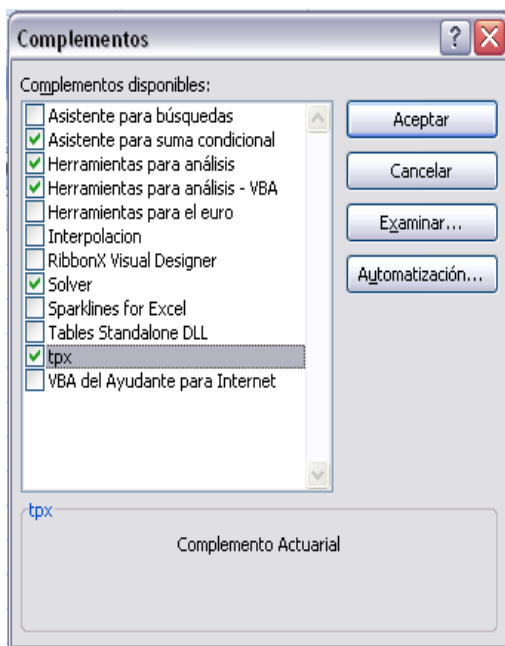 Complementos
Complementos disponibles:
Asistente para búsquedas
Asistente para suma condicional
Herramientas para análisis
Herramientas para análisis - VBA
Herramientas para el euro
Interpolacion
RibbonX Visual Designer
Solver
Sparklines for Excel
Tables Standalone DLL
tpx
VBA del Ayudante para Internet
Aceptar
Cancelar
Examinar...
Automatización...
tpx
Complemento Actuarial